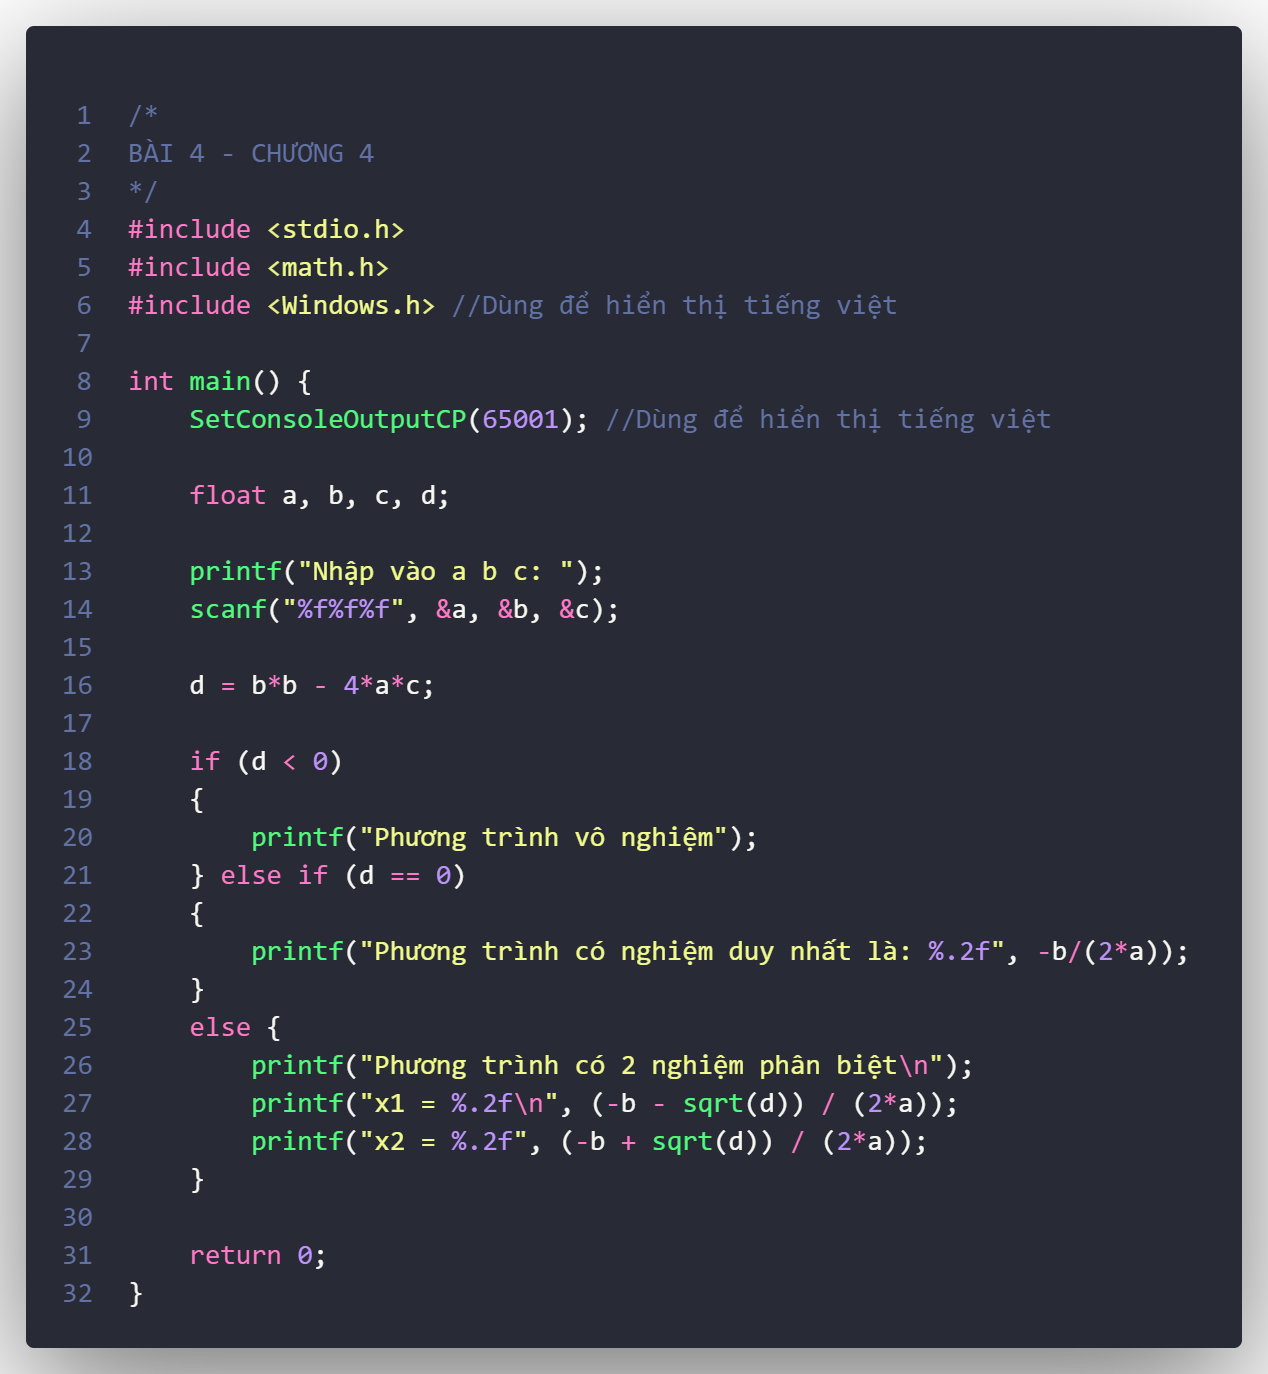 1 /*
2 BÀI 4 - CHƯƠNG 4
3 */
4 #include <stdio.h>
5 #include <math.h>
6 #include <Windows.h> //Dùng để hiển thị tiếng việt
7
8 int main() {
9     SetConsoleOutputCP(65001); //Dùng để hiển thị tiếng việt
10
11     float a, b, c, d;
12
13     printf("Nhập vào a b c: ");
14     scanf("%f%f%f", &a, &b, &c);
15
16     d = b*b - 4*a*c;
17
18     if (d < 0)
19     {
20         printf("Phương trình vô nghiệm");
21     } else if (d == 0)
22     {
23         printf("Phương trình có nghiệm duy nhất là: %.2f", -b/(2*a));
24     }
25     else {
26         printf("Phương trình có 2 nghiệm phân biệt\n");
27         printf("x1 = %.2f\n", (-b - sqrt(d)) / (2*a));
28         printf("x2 = %.2f", (-b + sqrt(d)) / (2*a));
29     }
30
31     return 0;
32 }